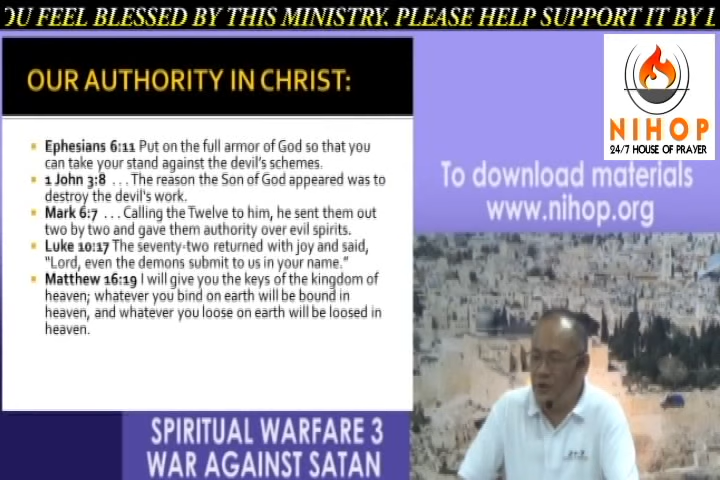 OU FEEL BLESSED BY THIS MINISTRY. PLEASE HELP SUPPORT IT BY
OUR AUTHORITY IN CHRIST:
Ephesians 6:11 Put on the full armor of God so that you
can take your stand against the devil's schemes.
1 John 3:8 ... The reason the Son of God appeared was to
destroy the devil's work.
Mark 6:7 ... Calling the Twelve to him, he sent them out
two by two and gave them authority over evil spirits.
Luke 10:17 The seventy-two returned with joy and said,
"Lord, even the demons submit to us in your name."
Matthew 16:19 I will give you the keys of the kingdom of
heaven; whatever you bind on earth will be bound in
heaven, and whatever you loose on earth will be loosed in
heaven.
NIHOP
24/7 HOUSE OF PRAYER
To download materials
www.nihop.org
SPIRITUAL WARFARE 3
WAR AGAINST SATAN